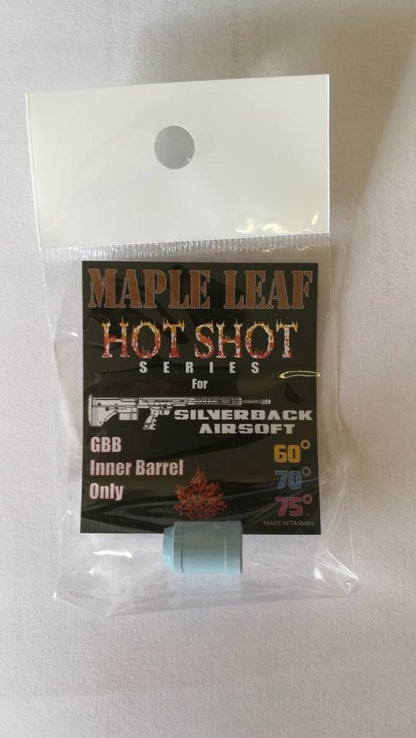 MAPLE LEAF
HOT SHOT
SERIES
For
SILVERBACK
AIRSOFT
GBB
Inner Barrel
Only
60°
70°
75°
MADE IN TAIWAN